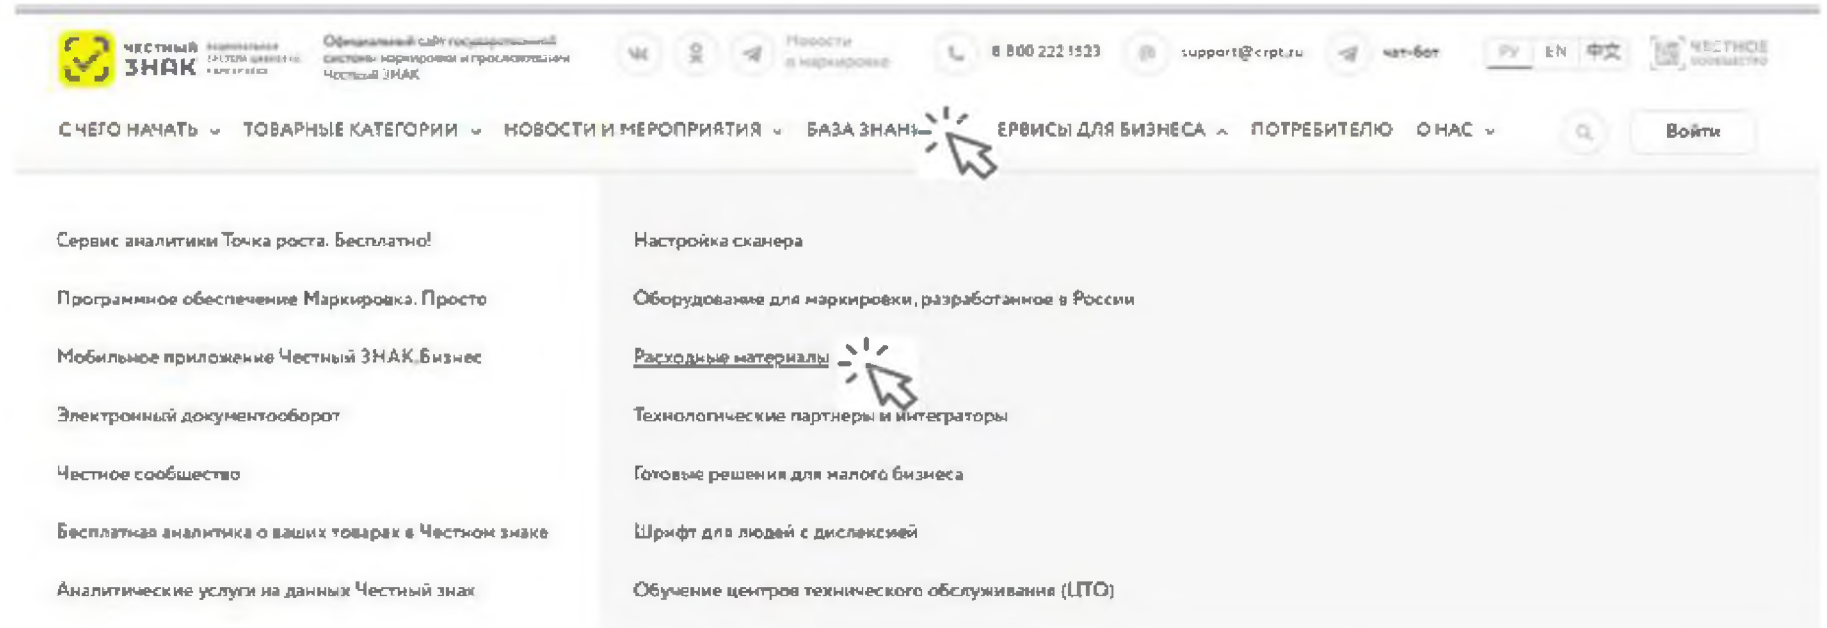 ЧЕСТНЫЙ
ЗНАК
Официальный сайт государственной
системы маркировки и прослеживания
Честный ЗНАК
Новости
о маркировке
8 800 222 1523
support@crpt.ru
чат-бот
РУ EN 中文
ЧЕСТНОЕ
СООБЩЕСТВО
С ЧЕГО НАЧАТЬ ТОВАРНЫЕ КАТЕГОРИИ НОВОСТИ И МЕРОПРИЯТИЯ БАЗА ЗНАН ЕРВИСЫ ДЛЯ БИЗНЕСА ПОТРЕБИТЕЛЮ О НАС Войти
Сервис аналитики Точка роста. Бесплатно!
Программное обеспечение Маркировка. Просто
Мобильное приложение Честный ЗНАК.Бизнес
Электронный документооборот
Честное сообщество
Бесплатная аналитика о ваших товарах в Честном знаке
Аналитические услуги на данных Честный знак
Настройка сканера
Оборудование для маркировки, разработанное в России
Расходные материалы
Технологические партнеры и интеграторы
Готовые решения для малого бизнеса
Шрифт для людей с дислексией
Обучение центров технического обслуживания (ЦТО)